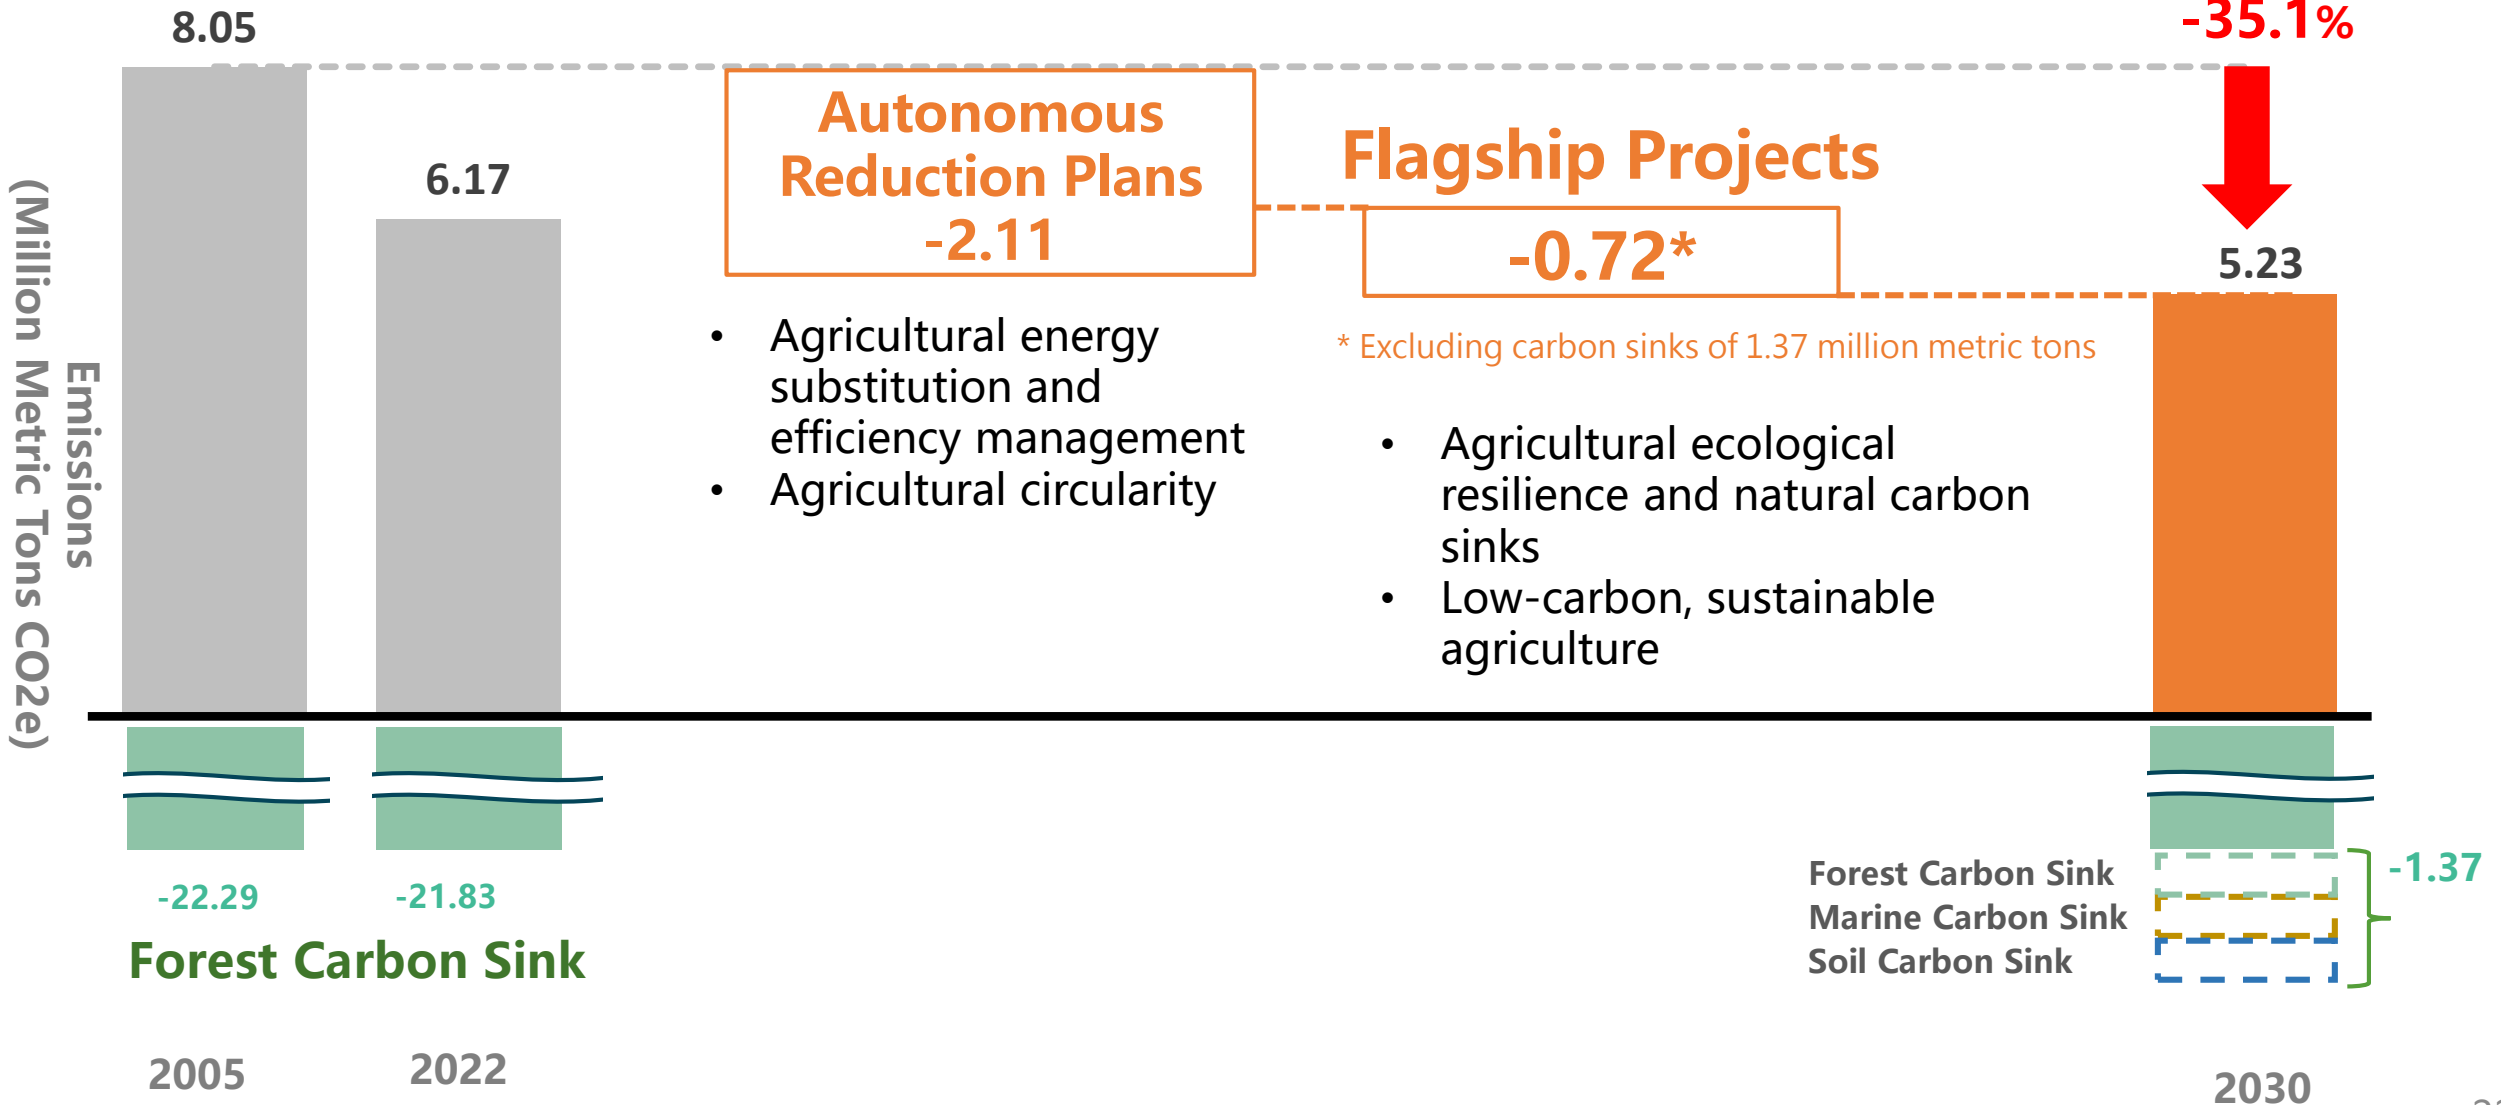 8.05
-35.1%
Autonomous
Reduction Plans
-2.11
Flagship Projects
-0.72*
6.17
5.23
Emissions
(Million Metric Tons CO2e)
• Agricultural energy
substitution and
efficiency management
• Agricultural circularity
* Excluding carbon sinks of 1.37 million metric tons
• Agricultural ecological
resilience and natural carbon
sinks
• Low-carbon, sustainable
agriculture
-22.29
-21.83
Forest Carbon Sink
Forest Carbon Sink
Marine Carbon Sink
Soil Carbon Sink
-1.37
2005
2022
2030